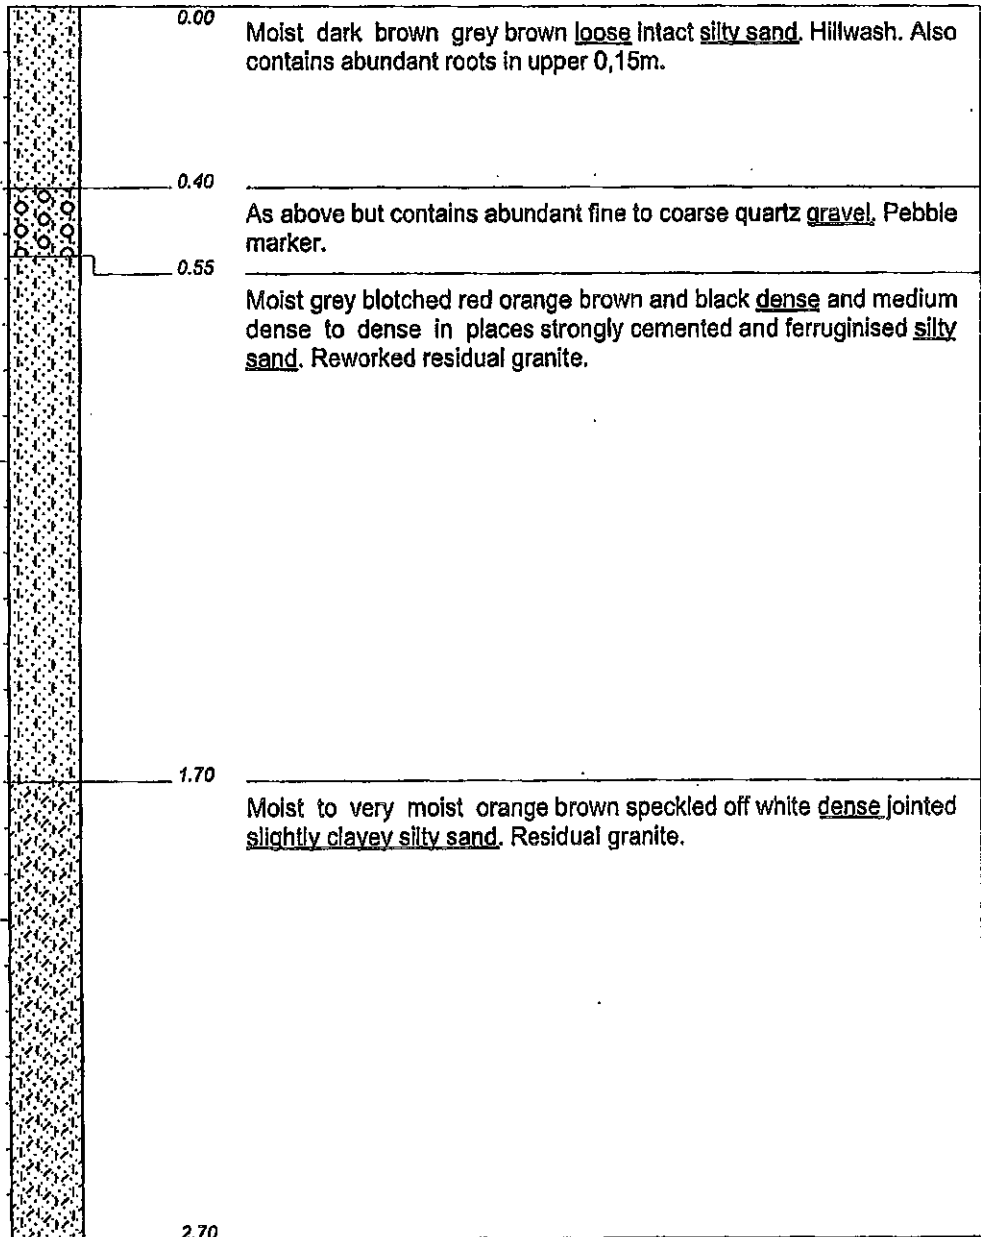 0.00
Moist dark brown grey brown loose intact silty sand. Hillwash. Also
contains abundant roots in upper 0,15m.
0.40
As above but contains abundant fine to coarse quartz gravel. Pebble
marker.
0.55
Moist grey blotched red orange brown and black dense and medium
dense to dense in places strongly cemented and ferruginised silty
sand. Reworked residual granite.
1.70
Moist to very moist orange brown speckled off white dense jointed
slightly clayey silty sand. Residual granite.
2.70